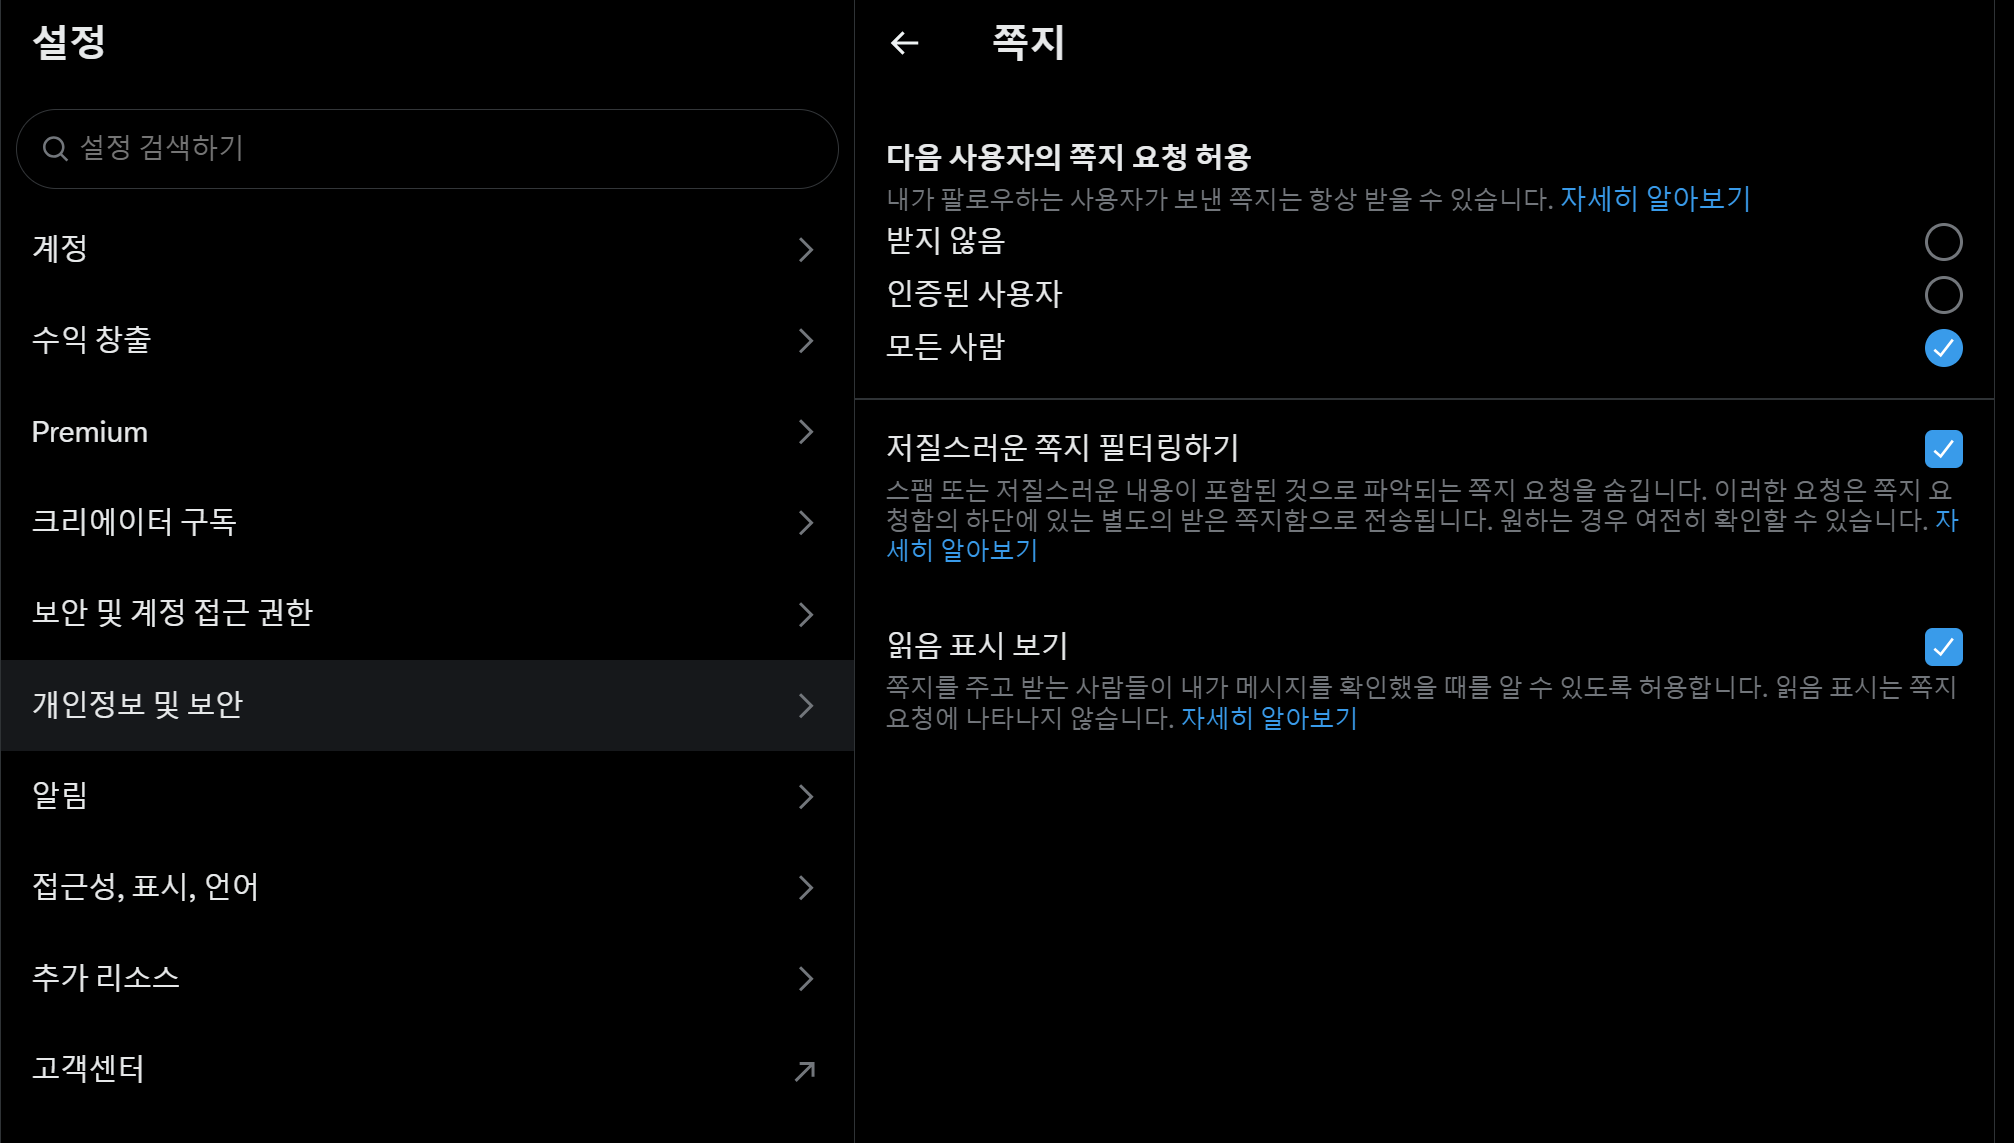 설정
설정 검색하기
계정
수익 창출
Premium
크리에이터 구독
보안 및 계정 접근 권한
개인정보 및 보안
알림
접근성, 표시, 언어
추가 리소스
고객센터
쪽지
다음 사용자의 쪽지 요청 허용
내가 팔로우하는 사용자가 보낸 쪽지는 항상 받을 수 있습니다. 자세히 알아보기
받지 않음
인증된 사용자
모든 사람
저질스러운 쪽지 필터링하기
스팸 또는 저질스러운 내용이 포함된 것으로 파악되는 쪽지 요청을 숨깁니다. 이러한 요청은 쪽지 요
청함의 하단에 있는 별도의 받은 쪽지함으로 전송됩니다. 원하는 경우 여전히 확인할 수 있습니다. 자
세히 알아보기
읽음 표시 보기
쪽지를 주고 받는 사람들이 내가 메시지를 확인했을 때를 알 수 있도록 허용합니다. 읽음 표시는 쪽지
요청에 나타나지 않습니다. 자세히 알아보기